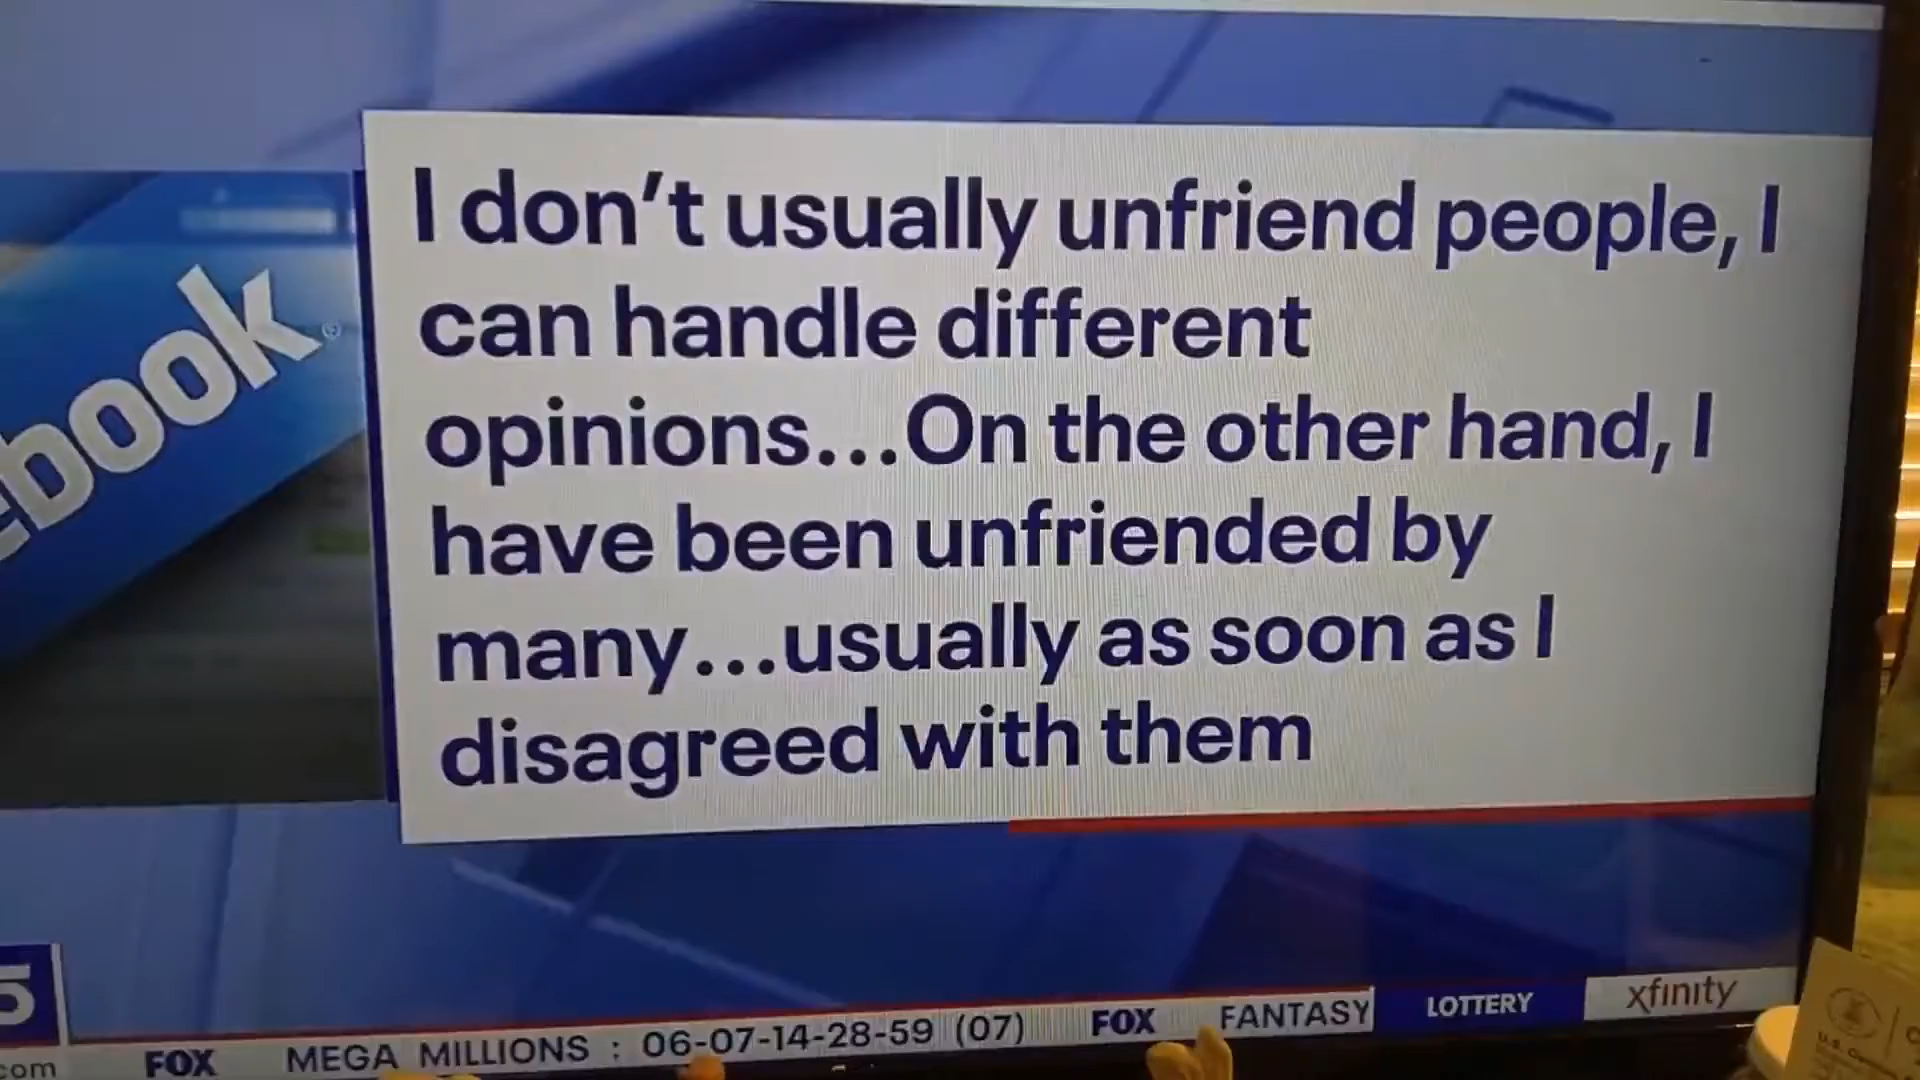 I don't usually unfriend people, I
can handle different
opinions...On the other hand, I
have been unfriended by
many...usually as soon as I
disagreed with them
ebook
5
com FOX MEGA MILLIONS : 06-07-14-28-59 (07) FOX FANTASY LOTTERY xfinity
U.S.